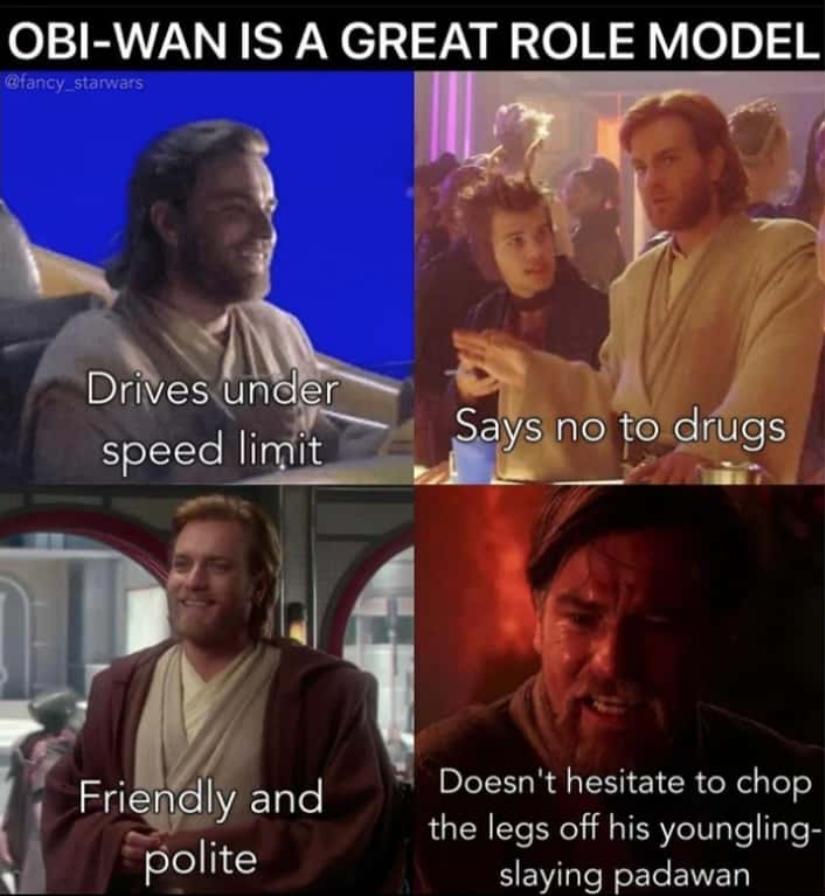 OBI-WAN IS A GREAT ROLE MODEL
@fancy_starwars
Drives under
speed limit
Says no to drugs
Friendly and
polite
Doesn't hesitate to chop
the legs off his youngling-
slaying padawan